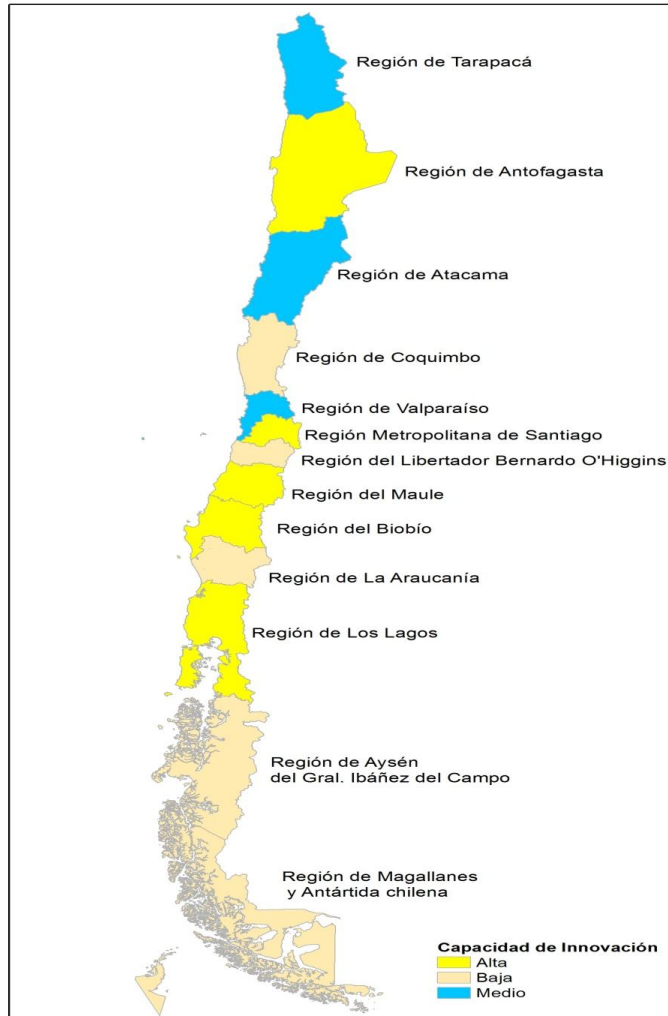 Región de Tarapacá
Región de Antofagasta
Región de Atacama
Región de Coquimbo
Región de Valparaíso
Región Metropolitana de Santiago
Región del Libertador Bernardo O'Higgins
Región del Maule
Región del Biobío
Región de La Araucanía
Región de Los Lagos
Región de Aysén
del Gral. Ibáñez del Campo
Región de Magallanes
y Antártida chilena
Capacidad de Innovación
Alta
Baja
Medio